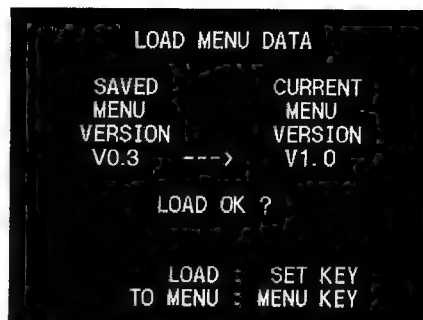 LOAD MENU DATA
SAVED CURRENT
MENU MENU
VERSION VERSION
V0.3 ---> V1.0
LOAD OK ?
LOAD : SET KEY
TO MENU : MENU KEY